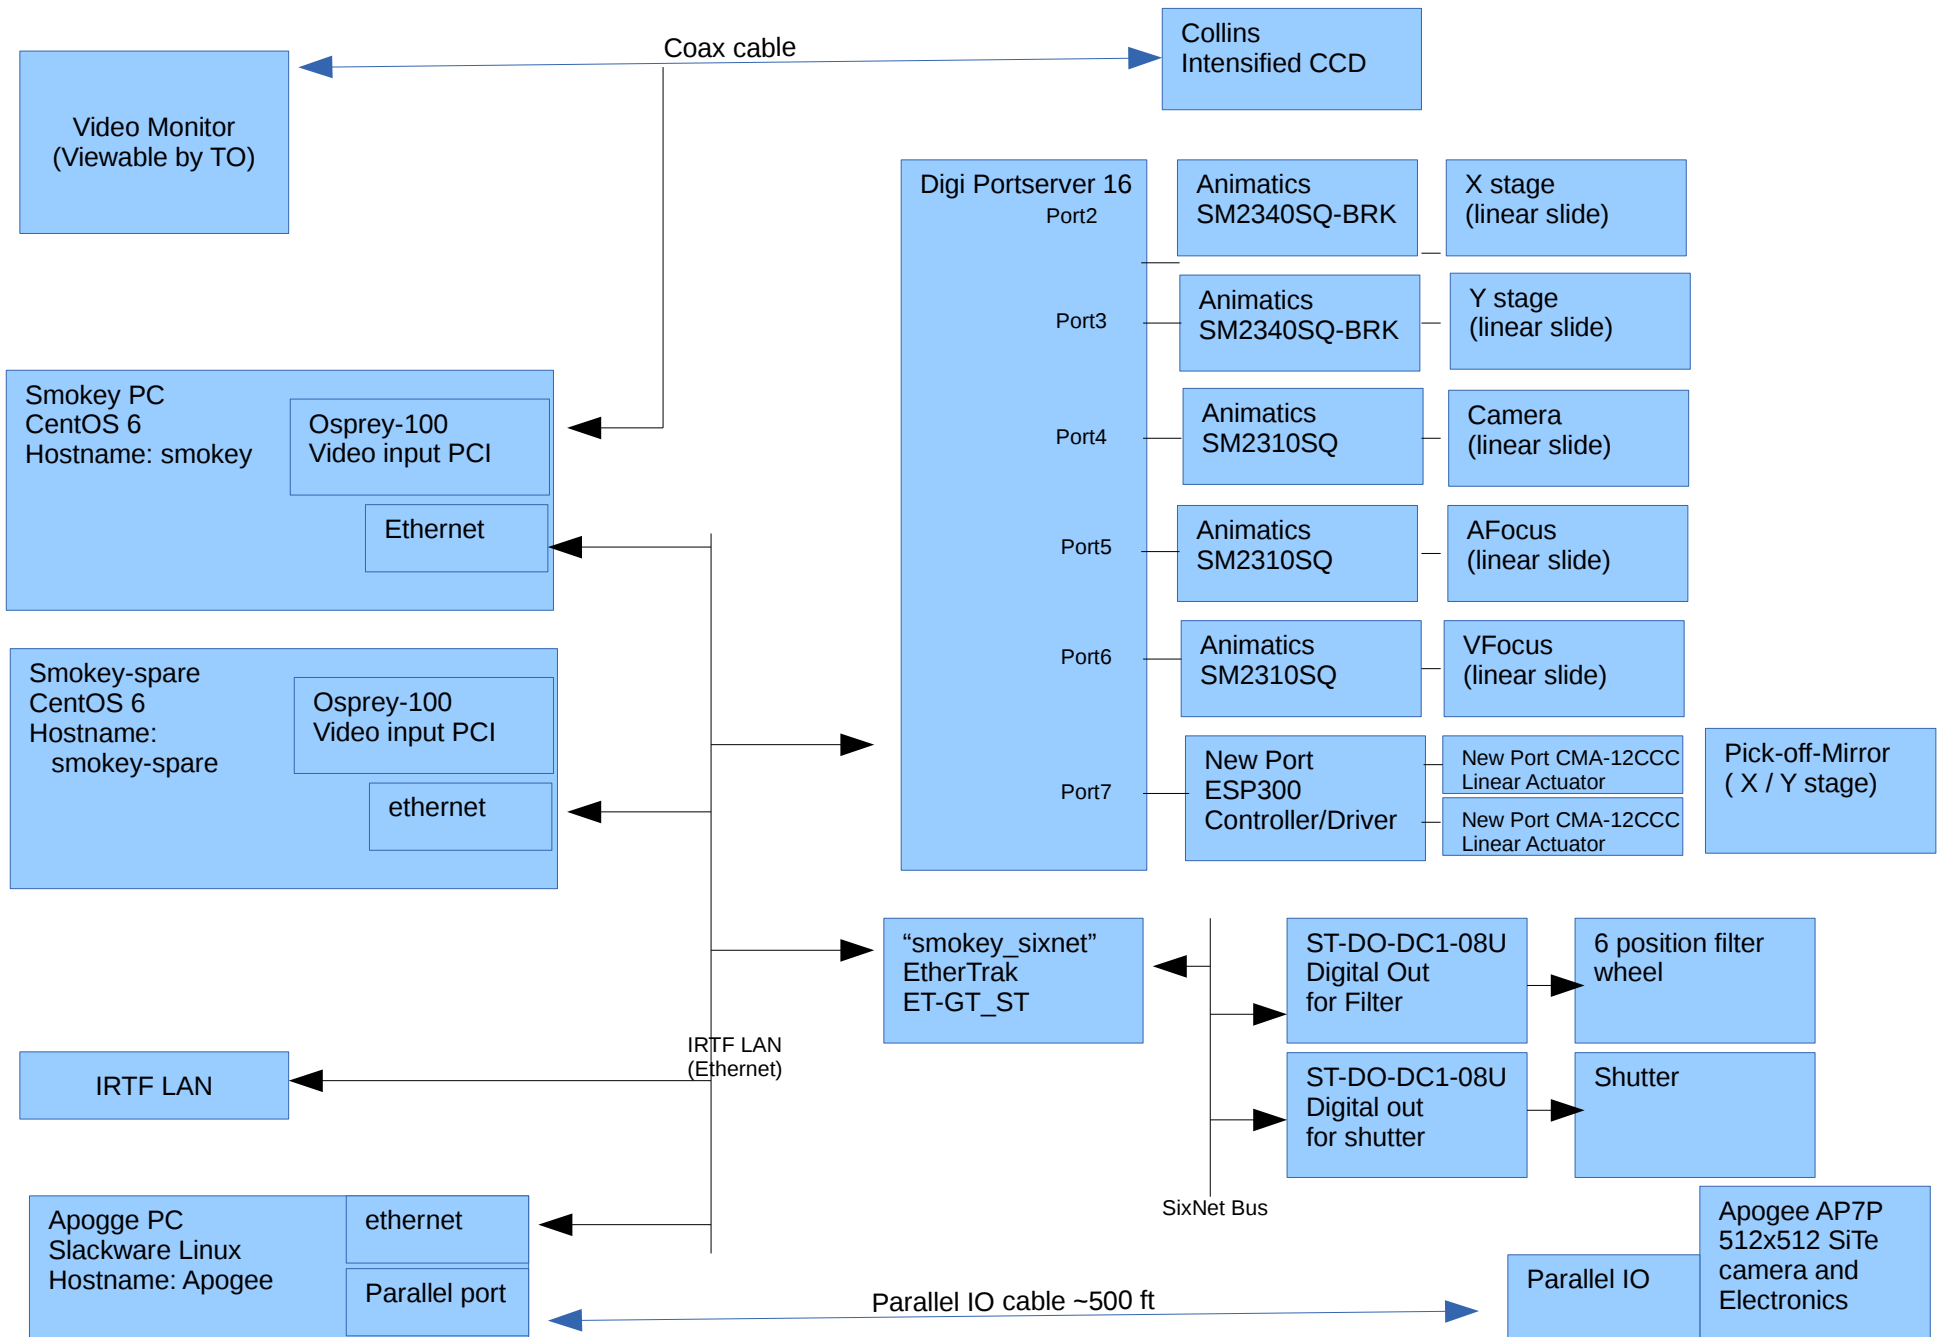 Coax cable
Collins
Intensified CCD
Video Monitor
(Viewable by TO)
Digi Portserver 16
Port2
Animatics
SM2340SQ-BRK
X stage
(linear slide)
Port3
Animatics
SM2340SQ-BRK
Y stage
(linear slide)
Smokey PC
CentOS 6
Hostname: smokey
Osprey-100
Video input PCI
Ethernet
Port4
Animatics
SM2310SQ
Camera
(linear slide)
Port5
Animatics
SM2310SQ
AFocus
(linear slide)
Smokey-spare
CentOS 6
Hostname:
smokey-spare
Osprey-100
Video input PCI
ethernet
Port6
Animatics
SM2310SQ
VFocus
(linear slide)
Port7
New Port
ESP300
Controller/Driver
New Port CMA-12CCC
Linear Actuator
New Port CMA-12CCC
Linear Actuator
Pick-off-Mirror
( X / Y stage)
“smokey_sixnet”
EtherTrak
ET-GT_ST
ST-DO-DC1-08U
Digital Out
for Filter
6 position filter
wheel
IRTF LAN
IRTF LAN
(Ethernet)
ST-DO-DC1-08U
Digital out
for shutter
Shutter
SixNet Bus
Apogge PC
Slackware Linux
Hostname: Apogee
ethernet
Parallel port
Parallel IO cable ~500 ft
Parallel IO
Apogee AP7P
512x512 SiTe
camera and
Electronics